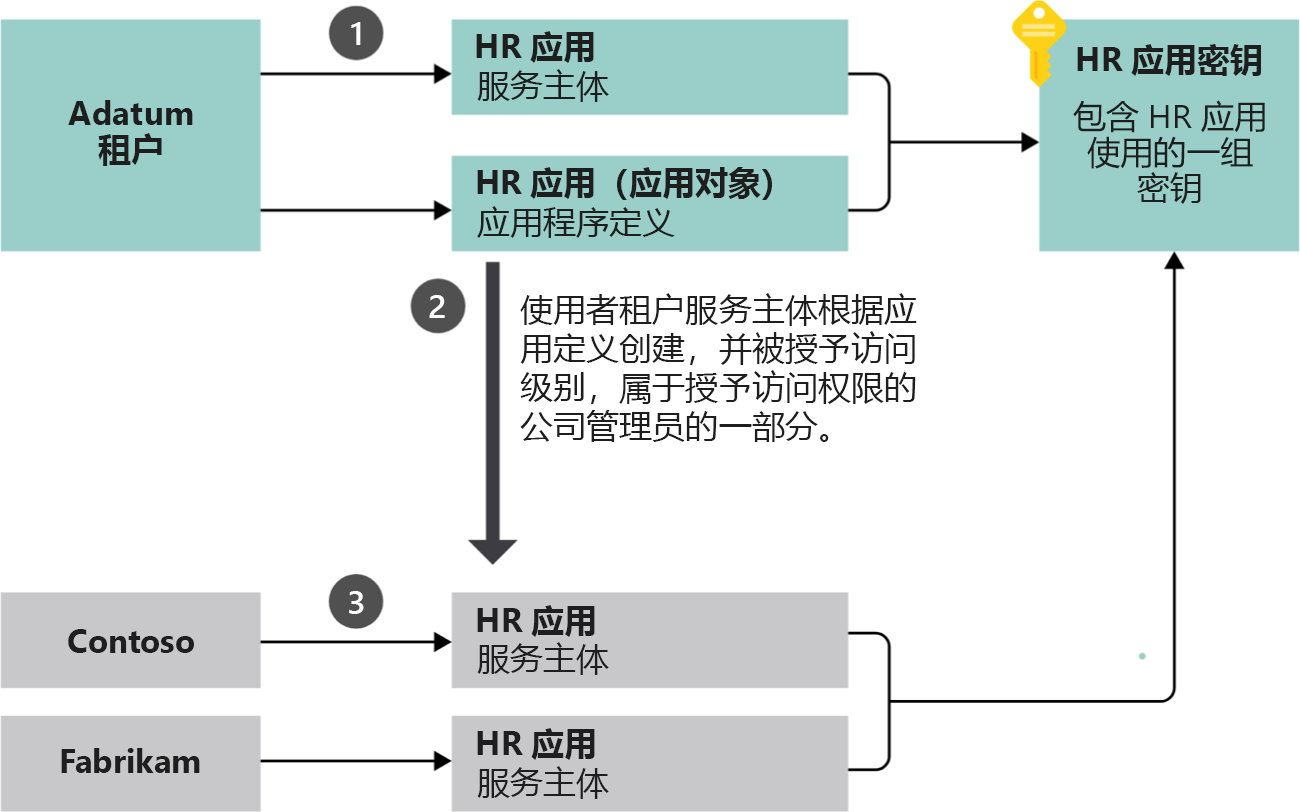 1
HR 应用
服务主体
Adatum
租户
HR 应用（应用对象）
应用程序定义
HR 应用密钥
包含 HR 应用
使用的一组
密钥
2
使用者租户服务主体根据应
用定义创建，并被授予访问
级别，属于授予访问权限的
公司管理员的一部分。
3
Contoso
HR 应用
服务主体
Fabrikam
HR 应用
服务主体